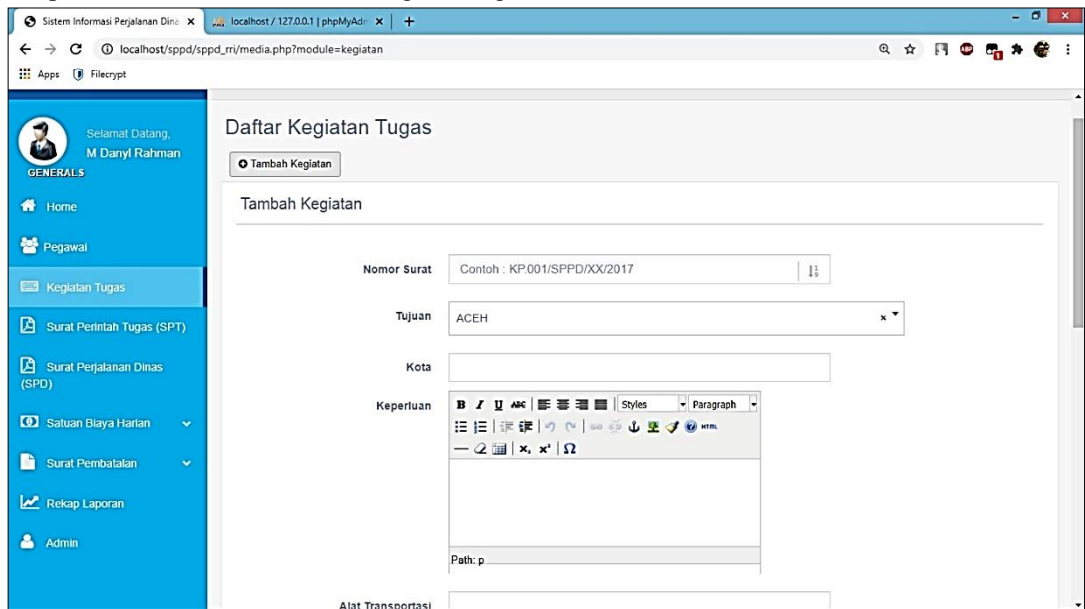 Sistem Informasi Perjalanan Dina
localhost / 127.0.0.1 | phpMyAdm
localhost/sppd/sppd_rri/media.php?module=kegiatan
Apps Filecrypt
Selamat Datang,
M Danyl Rahman
GENERALS
Home
Pegawai
Kegiatan Tugas
Surat Perintah Tugas (SPT)
Surat Perjalanan Dinas
(SPD)
Satuan Biaya Harian
Surat Pembatalan
Rekap Laporan
Admin
Daftar Kegiatan Tugas
Tambah Kegiatan
Tambah Kegiatan
Nomor Surat Contoh : KP.001/SPPD/XX/2017
Tujuan ACEH
Kota
Keperluan
B I U ABC Styles Paragraph
HTML
x, x² Ω
Path: p
Alat Transportasi